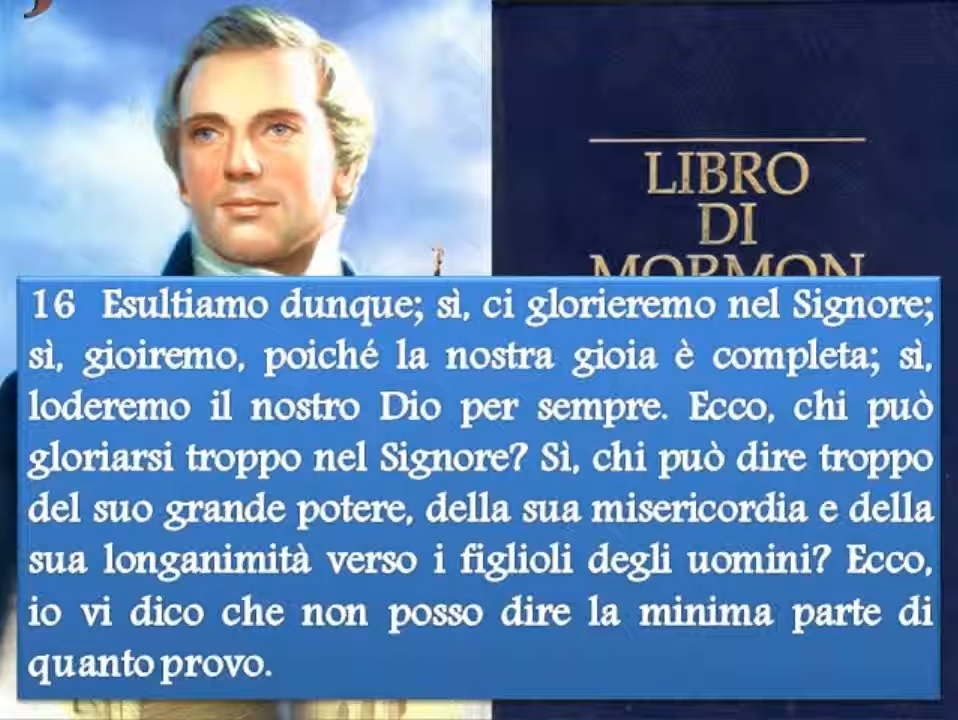 LIBRO
DI
MORMON
16 Esultiamo dunque; sì, ci glorieremo nel Signore;
sì, gioiremo, poiché la nostra gioia è completa; sì,
loderemo il nostro Dio per sempre. Ecco, chi può
gloriarsi troppo nel Signore? Sì, chi può dire troppo
del suo grande potere, della sua misericordia e della
sua longanimità verso i figlioli degli uomini? Ecco,
io vi dico che non posso dire la minima parte di
quanto provo.